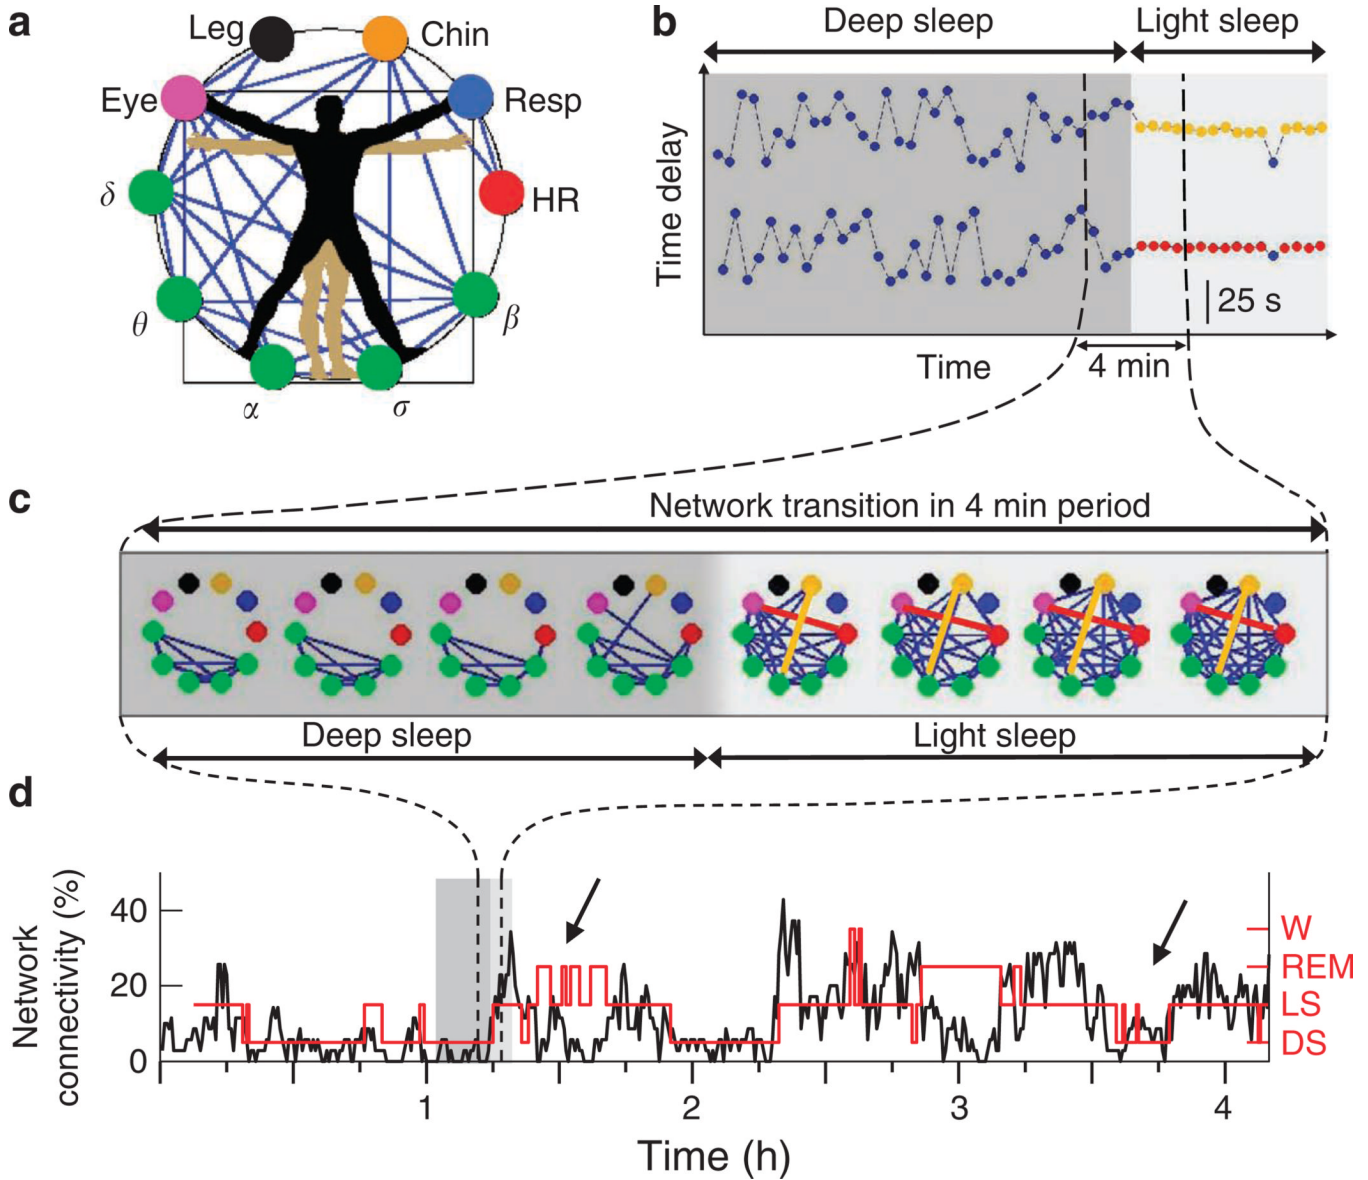 a
Leg
Chin
Eye
Resp
δ
HR
θ
β
α
σ
b
Deep sleep
Light sleep
Time delay
25 s
Time
4 min
c
Network transition in 4 min period
Deep sleep
Light sleep
d
Network
connectivity (%)
40
20
0
W
REM
LS
DS
1
2
3
4
Time (h)